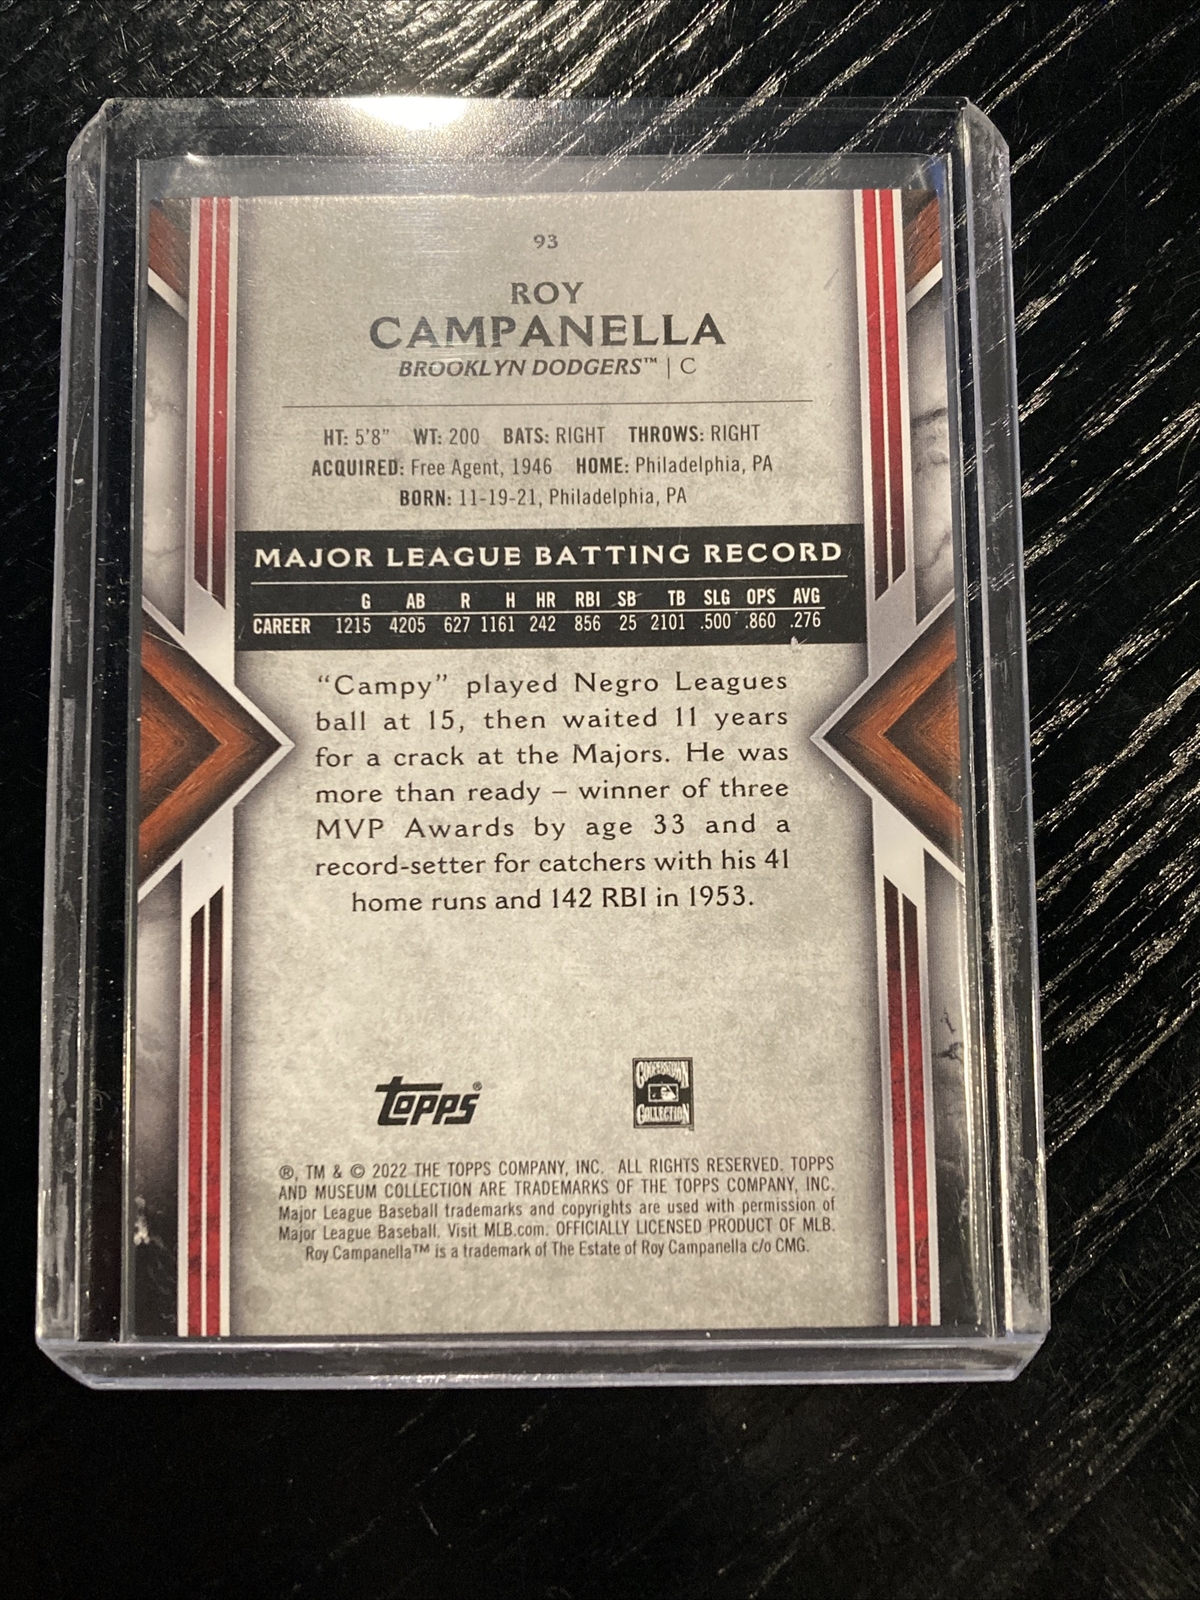 93
ROY
CAMPANELLA
BROOKLYN DODGERS™ | C
HT: 5'8" WT: 200 BATS: RIGHT THROWS: RIGHT
ACQUIRED: Free Agent, 1946 HOME: Philadelphia, PA
BORN: 11-19-21, Philadelphia, PA
MAJOR LEAGUE BATTING RECORD
G AB R H HR RBI SB TB SLG OPS AVG
CAREER 1215 4205 627 1161 242 856 25 2101 .500 .860 .276
“Campy” played Negro Leagues
ball at 15, then waited 11 years
for a crack at the Majors. He was
more than ready – winner of three
MVP Awards by age 33 and a
record-setter for catchers with his 41
home runs and 142 RBI in 1953.
Topps®
COOPERSTOWN
COLLECTION
®, TM & © 2022 THE TOPPS COMPANY, INC. ALL RIGHTS RESERVED. TOPPS
AND MUSEUM COLLECTION ARE TRADEMARKS OF THE TOPPS COMPANY, INC.
Major League Baseball trademarks and copyrights are used with permission of
Major League Baseball. Visit MLB.com. OFFICIALLY LICENSED PRODUCT OF MLB.
Roy Campanella™ is a trademark of The Estate of Roy Campanella c/o CMG.